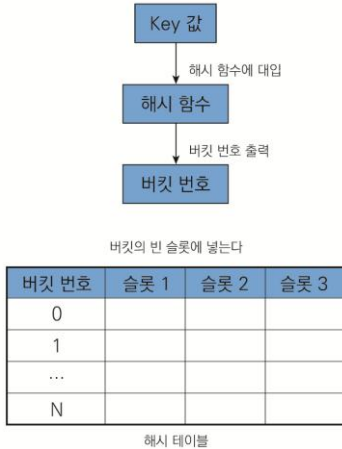 Key 값
해시 함수에 대입
해시 함수
버킷 번호 출력
버킷 번호
버킷의 빈 슬롯에 넣는다
버킷 번호 슬롯 1 슬롯 2 슬롯 3
0
1
...
N
해시 테이블